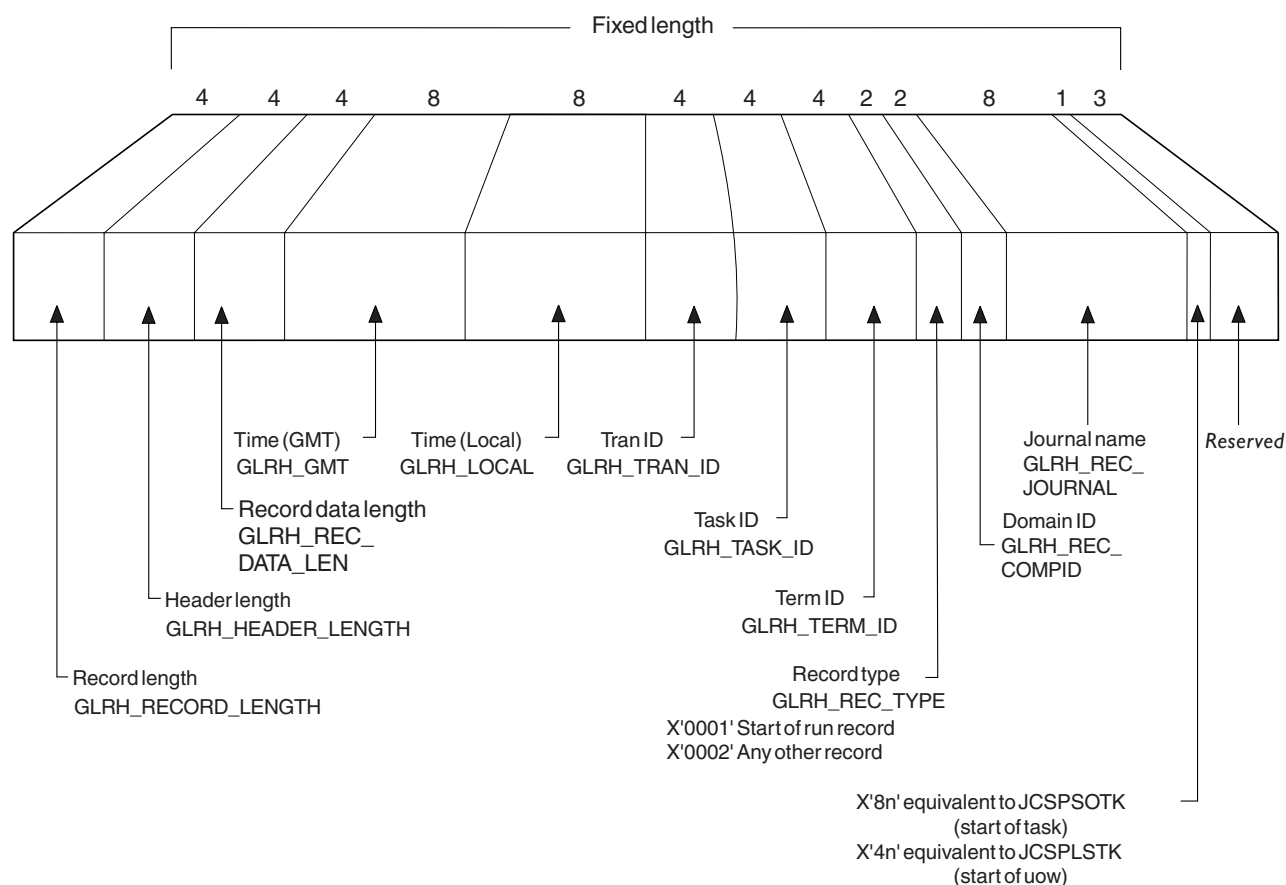 Fixed length
4 4 4 8 8 4 4 4 2 2 8 1 3
Time (GMT)
GLRH_GMT
Time (Local)
GLRH_LOCAL
Tran ID
GLRH_TRAN_ID
Journal name
GLRH_REC_
JOURNAL
Reserved
Record data length
GLRH_REC_
DATA_LEN
Task ID
GLRH_TASK_ID
Domain ID
GLRH_REC_
COMPID
Header length
GLRH_HEADER_LENGTH
Term ID
GLRH_TERM_ID
Record length
GLRH_RECORD_LENGTH
Record type
GLRH_REC_TYPE
X'0001' Start of run record
X'0002' Any other record
X'8n' equivalent to JCSPSOTK
(start of task)
X'4n' equivalent to JCSPLSTK
(start of uow)